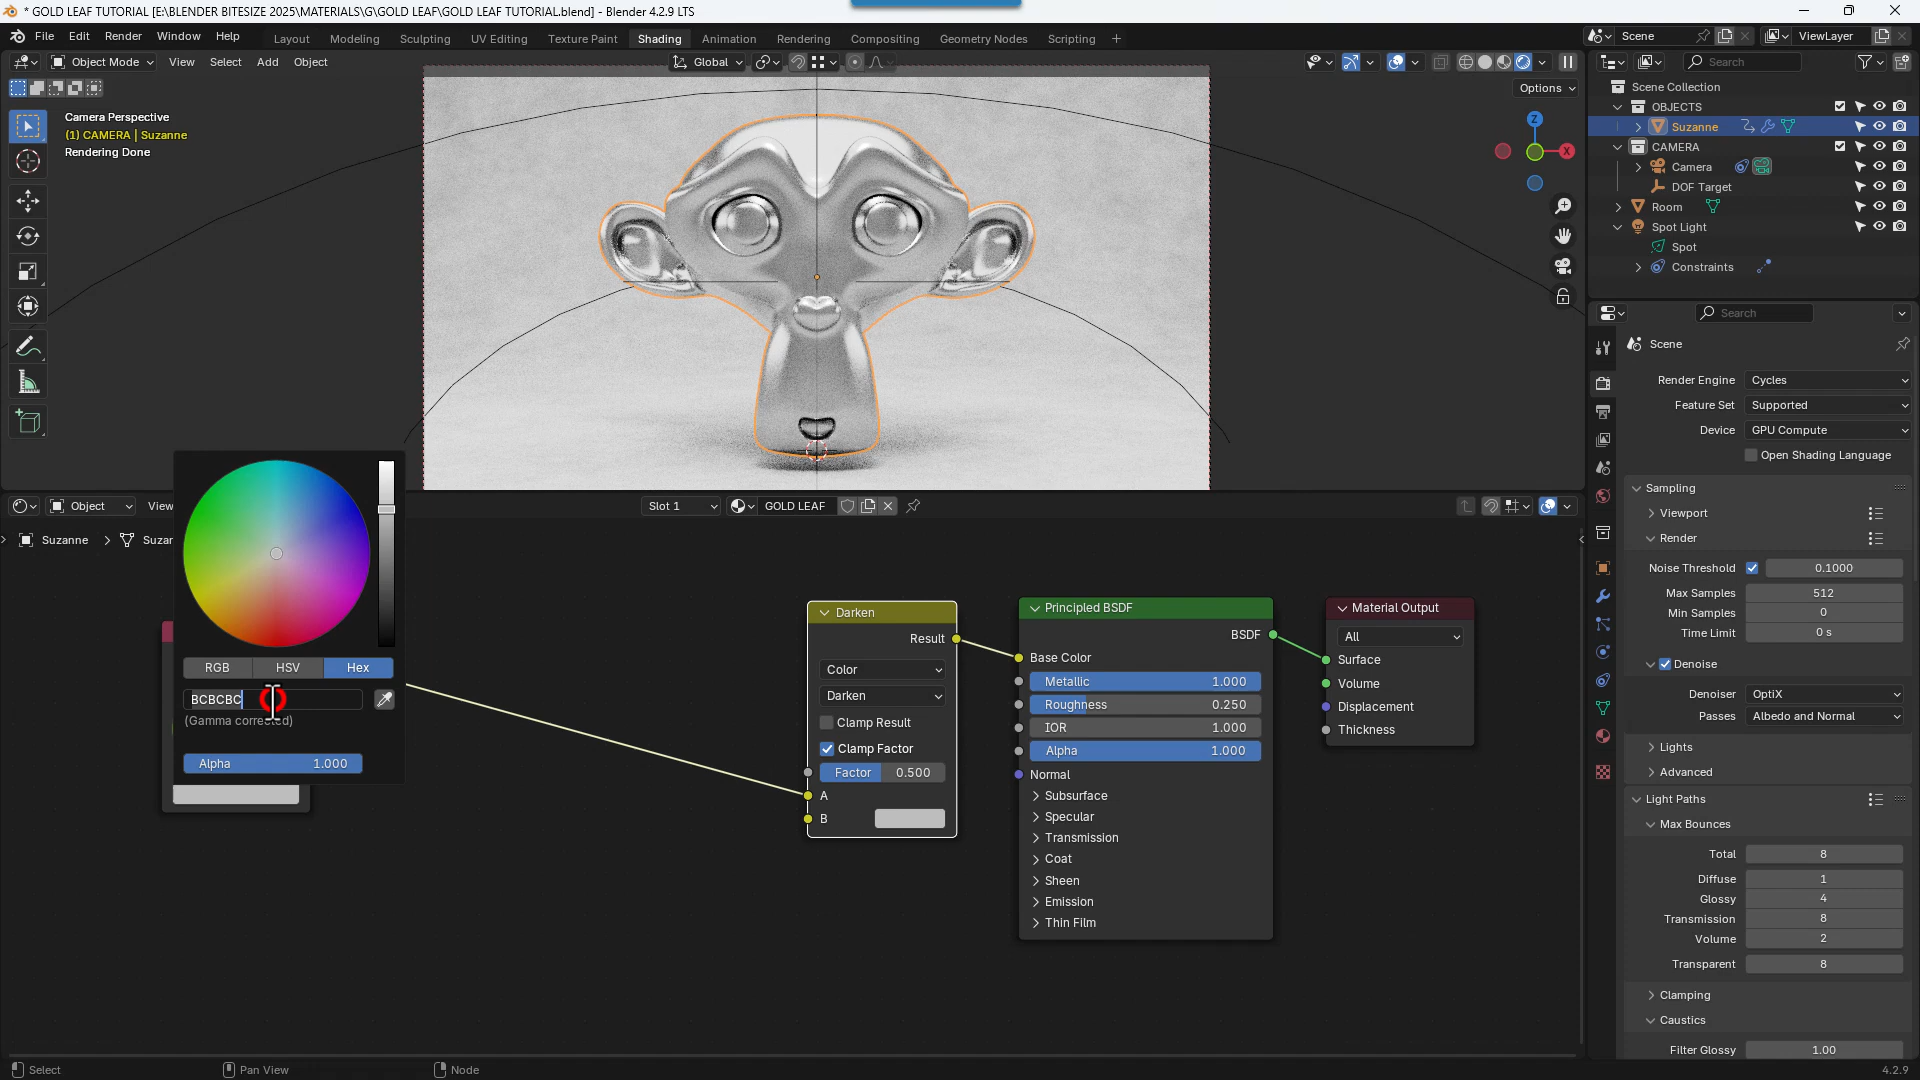 * GOLD LEAF TUTORIAL [E:\BLENDER BITESIZE 2025\MATERIALS\G\GOLD LEAF\GOLD LEAF TUTORIAL.blend] - Blender 4.2.9 LTS
File Edit Render Window Help
Layout Modeling Sculpting UV Editing Texture Paint Shading Animation Rendering Compositing Geometry Nodes Scripting +
Scene
ViewLayer
Object Mode View Select Add Object
Global
Search
Options
Camera Perspective
(1) CAMERA | Suzanne
Rendering Done
Z
X
Scene Collection
OBJECTS
Suzanne
CAMERA
Camera
DOF Target
Room
Spot Light
Spot
Constraints
Search
Scene
Render Engine Cycles
Feature Set Supported
Device GPU Compute
Open Shading Language
Sampling
Viewport
Render
Noise Threshold 0.1000
Max Samples 512
Min Samples 0
Time Limit 0 s
Denoise
Denoiser OptiX
Passes Albedo and Normal
Lights
Advanced
Light Paths
Max Bounces
Total 8
Diffuse 1
Glossy 4
Transmission 8
Volume 2
Transparent 8
Clamping
Caustics
Filter Glossy 1.00
Object
Slot 1
GOLD LEAF
Suzanne
RGB HSV Hex
BCBCBC
(Gamma corrected)
Alpha 1.000
Darken
Result
Color
Darken
Clamp Result
Clamp Factor
Factor 0.500
A
B
Principled BSDF
BSDF
Base Color
Metallic 1.000
Roughness 0.250
IOR 1.000
Alpha 1.000
Normal
Subsurface
Specular
Transmission
Coat
Sheen
Emission
Thin Film
Material Output
All
Surface
Volume
Displacement
Thickness
Select
Pan View
Node
4.2.9